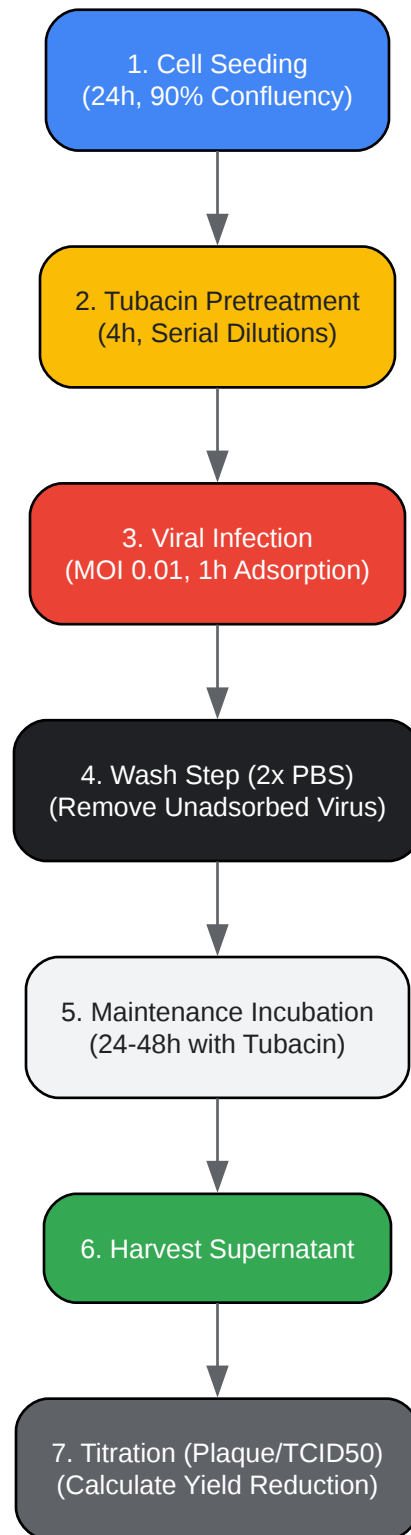 1. Cell Seeding
(24h, 90% Confluency)
2. Tubacin Pretreatment
(4h, Serial Dilutions)
3. Viral Infection
(MOI 0.01, 1h Adsorption)
4. Wash Step (2x PBS)
(Remove Unadsorbed Virus)
5. Maintenance Incubation
(24-48h with Tubacin)
6. Harvest Supernatant
7. Titration (Plaque/TCID50)
(Calculate Yield Reduction)